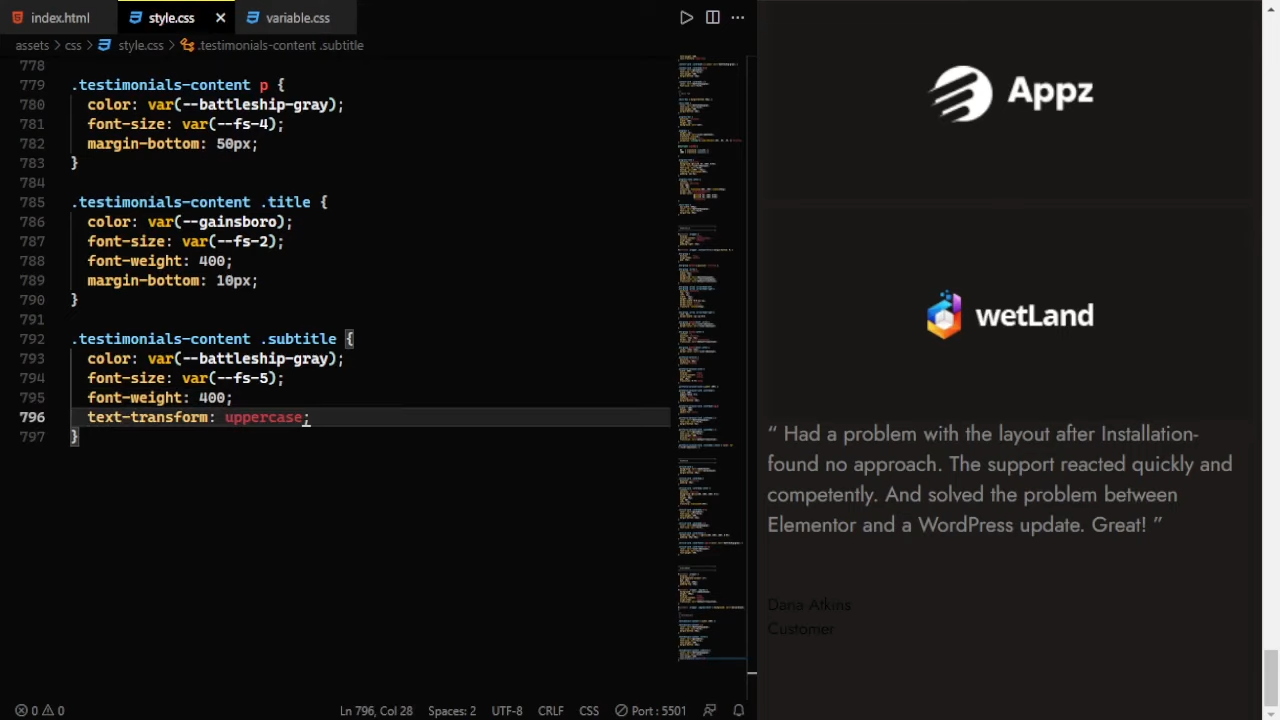 index.html
style.css
variable.css
assets > css > style.css > .testimonials-content .subtitle
778
779 .testimonials-content p {
780 color: var(--battleship-gray);
781 font-size: var(--fs-4);
782 margin-bottom: 50px;
783 }
784
785 .testimonials-content .title {
786 color: var(--gainsboro);
787 font-size: var(--fs-2);
788 font-weight: 400;
789 margin-bottom: 10px;
790 }
791
792 .testimonials-content .subtitle {
793 color: var(--battleship-gray);
794 font-size: var(--fs-5);
795 font-weight: 400;
796 text-transform: uppercase;
797 }
0 0
Ln 796, Col 28
Spaces: 2
UTF-8
CRLF
CSS
Port : 5501
Appz
wetLand
“ Had a problem with the layout after Installation-
found no approach. The support reacted quickly and
competently. And solved the problem between
Elementor and a WordPress update. Great! ”
Daria Atkins
Customer